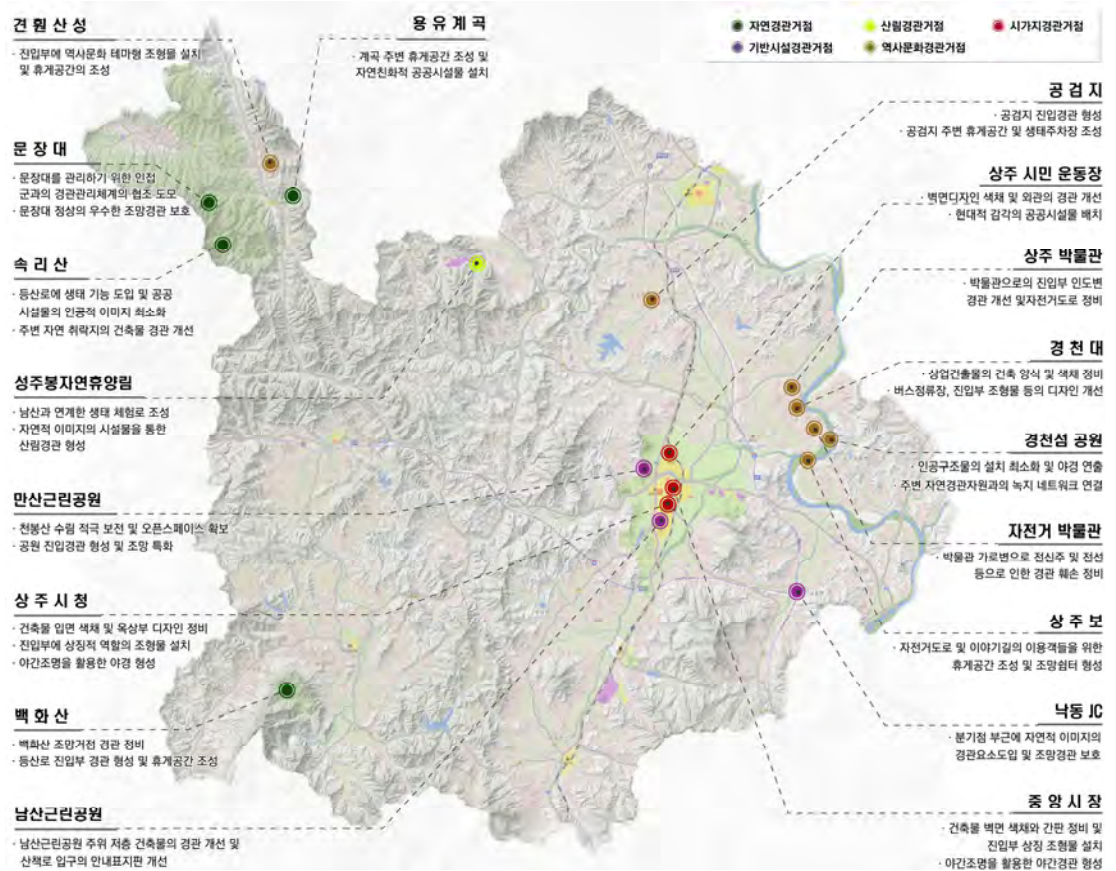 견훤산성
· 진입부에 역사문화 테마형 조형물 설치
및 휴게공간의 조성
용유계곡
· 계곡 주변 휴게공간 조성 및
자연친화적 공공시설물 설치
자연경관거점
산림경관거점
시가지경관거점
기반시설경관거점
역사문화경관거점
문장대
· 문장대를 관리하기 위한 인접
군과의 경관관리체계의 협조 도모
· 문장대 정상의 우수한 조망경관 보호
속리산
· 등산로에 생태 기능 도입 및 공공
시설물의 인공적 이미지 최소화
· 주변 자연 취락지의 건축물 경관 개선
성주봉자연휴양림
· 남산과 연계한 생태 체험로 조성
· 자연적 이미지의 시설물을 통한
산림경관 형성
만산근린공원
· 천봉산 수림 적극 보전 및 오픈스페이스 확보
· 공원 진입경관 형성 및 조망 특화
상주시청
· 건축물 입면 색채 및 옥상부 디자인 정비
· 진입부에 상징적 역할의 조형물 설치
· 야간조명을 활용한 야경 형성
백화산
· 백화산 조망거점 경관 정비
· 등산로 진입부 경관 형성 및 휴게공간 조성
남산근린공원
· 남산근린공원 주위 저층 건축물의 경관 개선 및
산책로 입구의 안내표지판 개선
공검지
· 공검지 진입경관 형성
· 공검지 주변 휴게공간 및 생태주차장 조성
상주 시민 운동장
· 벽면디자인 색채 및 외관의 경관 개선
· 현대적 감각의 공공시설물 배치
상주 박물관
· 박물관으로의 진입부 인도변
경관 개선 및자전거도로 정비
경천대
· 상업건출물의 건축 양식 및 색채 정비
· 버스정류장, 진입부 조형물 등의 디자인 개선
경천섬 공원
· 인공구조물의 설치 최소화 및 야경 연출
· 주변 자연경관자원과의 녹지 네트워크 연결
자전거 박물관
· 박물관 가로변으로 전신주 및 전선
등으로 인한 경관 훼손 정비
상주보
· 자전거도로 및 이야기길의 이용객들을 위한
휴게공간 조성 및 조망쉼터 형성
낙동 JC
· 분기점 부근에 자연적 이미지의
경관요소도입 및 조망경관 보호
중앙시장
· 건축물 벽면 색채와 간판 정비 및
진입부 상징 조형물 설치
· 야간조명을 활용한 야간경관 형성